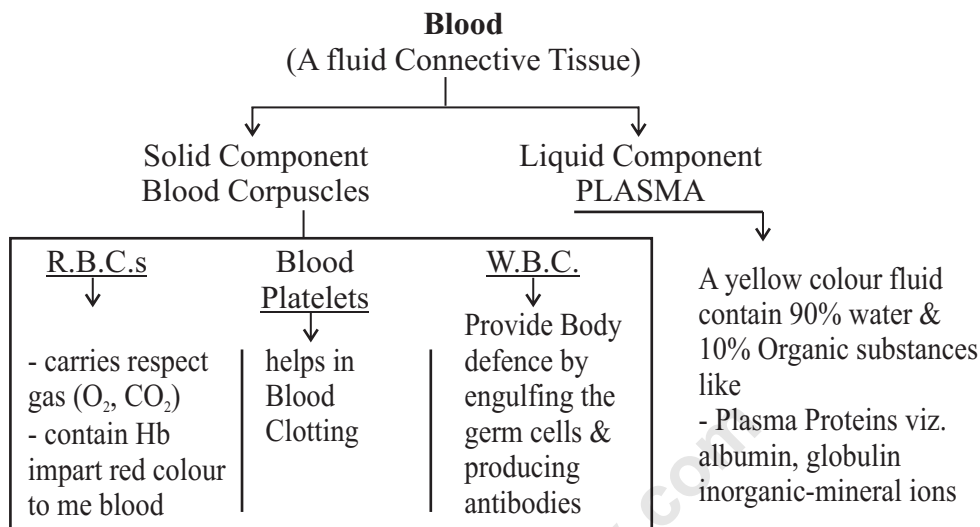 Blood
(A fluid Connective Tissue)
Solid Component
Blood Corpuscles
Liquid Component
PLASMA
R.B.C.s
- carries respect
gas (O₂, CO₂)
- contain Hb
impart red colour
to me blood
Blood
Platelets
helps in
Blood
Clotting
W.B.C.
Provide Body
defence by
engulfing the
germ cells &
producing
antibodies
A yellow colour fluid
contain 90% water &
10% Organic substances
like
- Plasma Proteins viz.
albumin, globulin
inorganic-mineral ions
.com